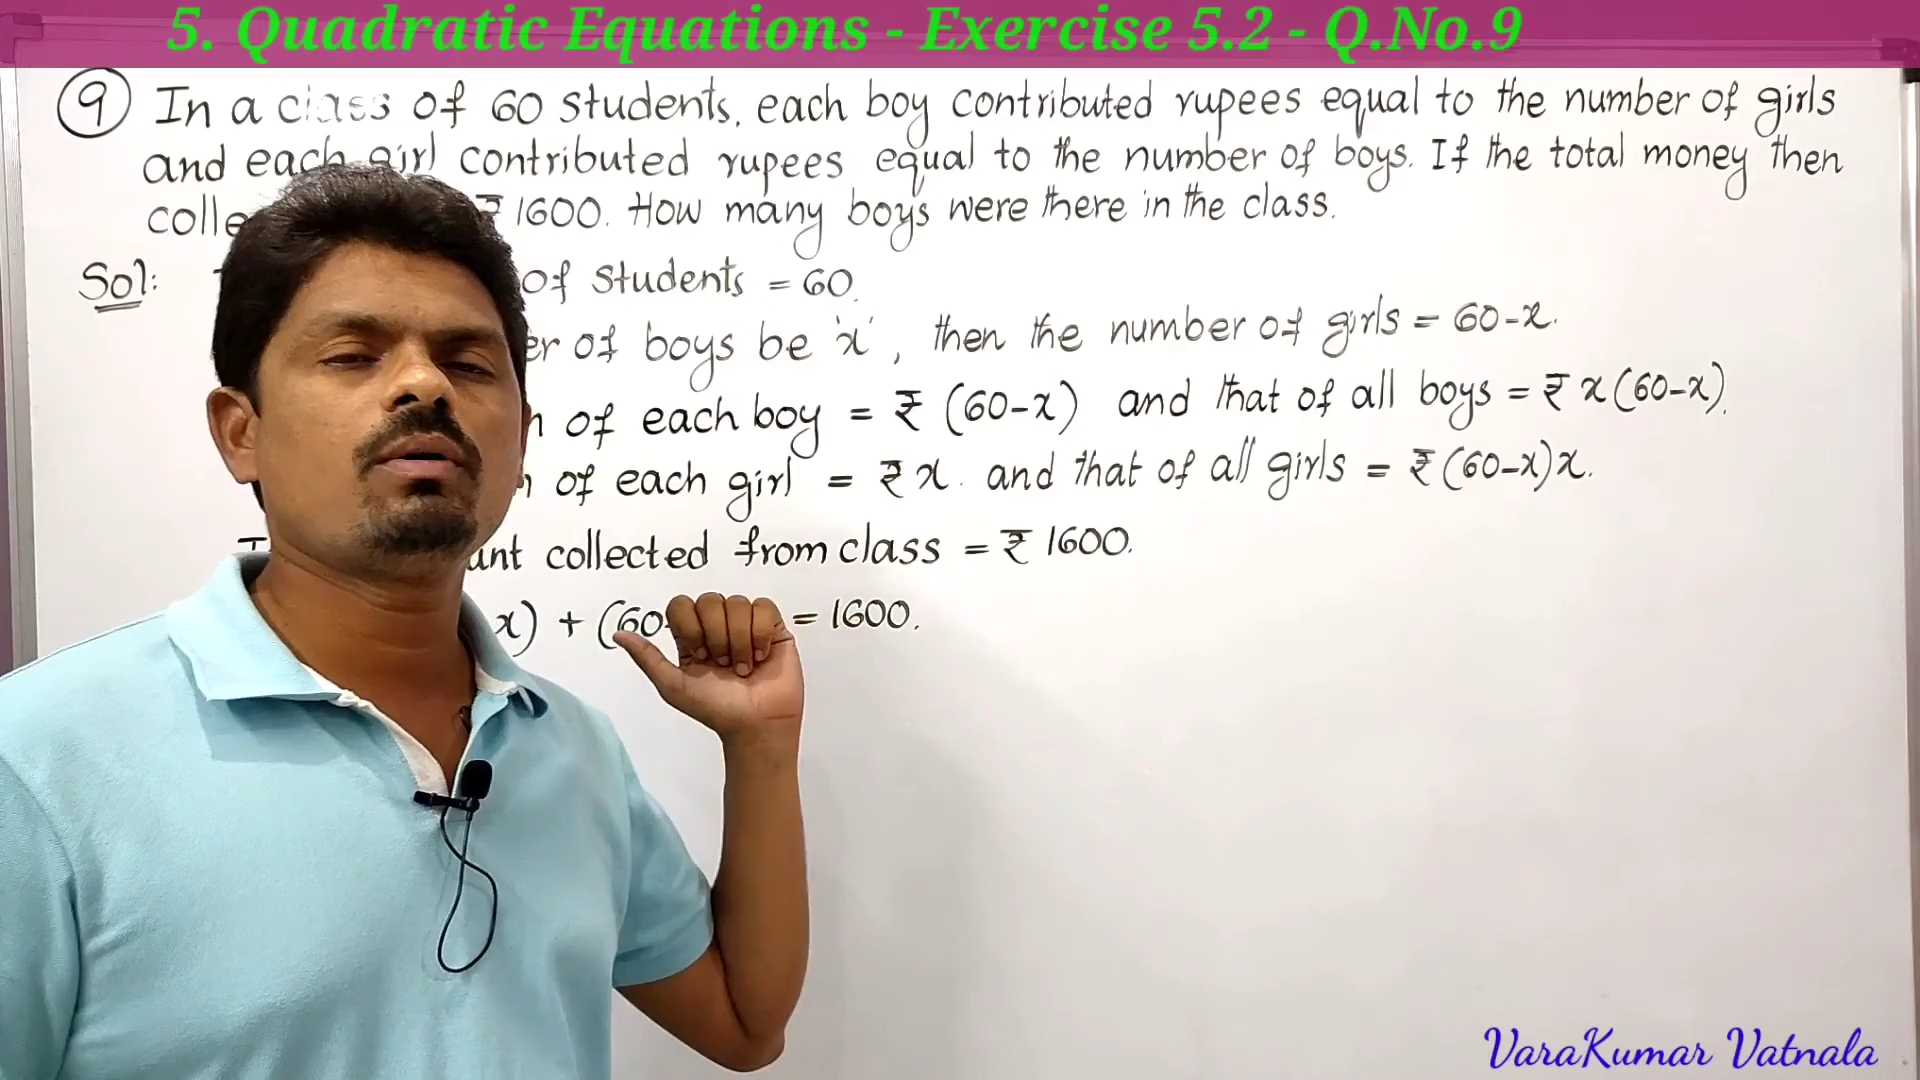 5. Quadratic Equations - Exercise 5.2 - Q.No.9
9 In a class of 60 students, each boy contributed rupees equal to the number of girls
and each girl contributed rupees equal to the number of boys. If the total money then
colle ₹ 1600. How many boys were there in the class.
Sol: of students = 60.
er of boys be 'x', then the number of girls = 60-x.
n of each boy = ₹ (60-x) and that of all boys = ₹ x(60-x).
n of each girl = ₹ x. and that of all girls = ₹ (60-x)x.
unt collected from class = ₹ 1600.
x) + (60 = 1600.
VaraKumar Vatnala